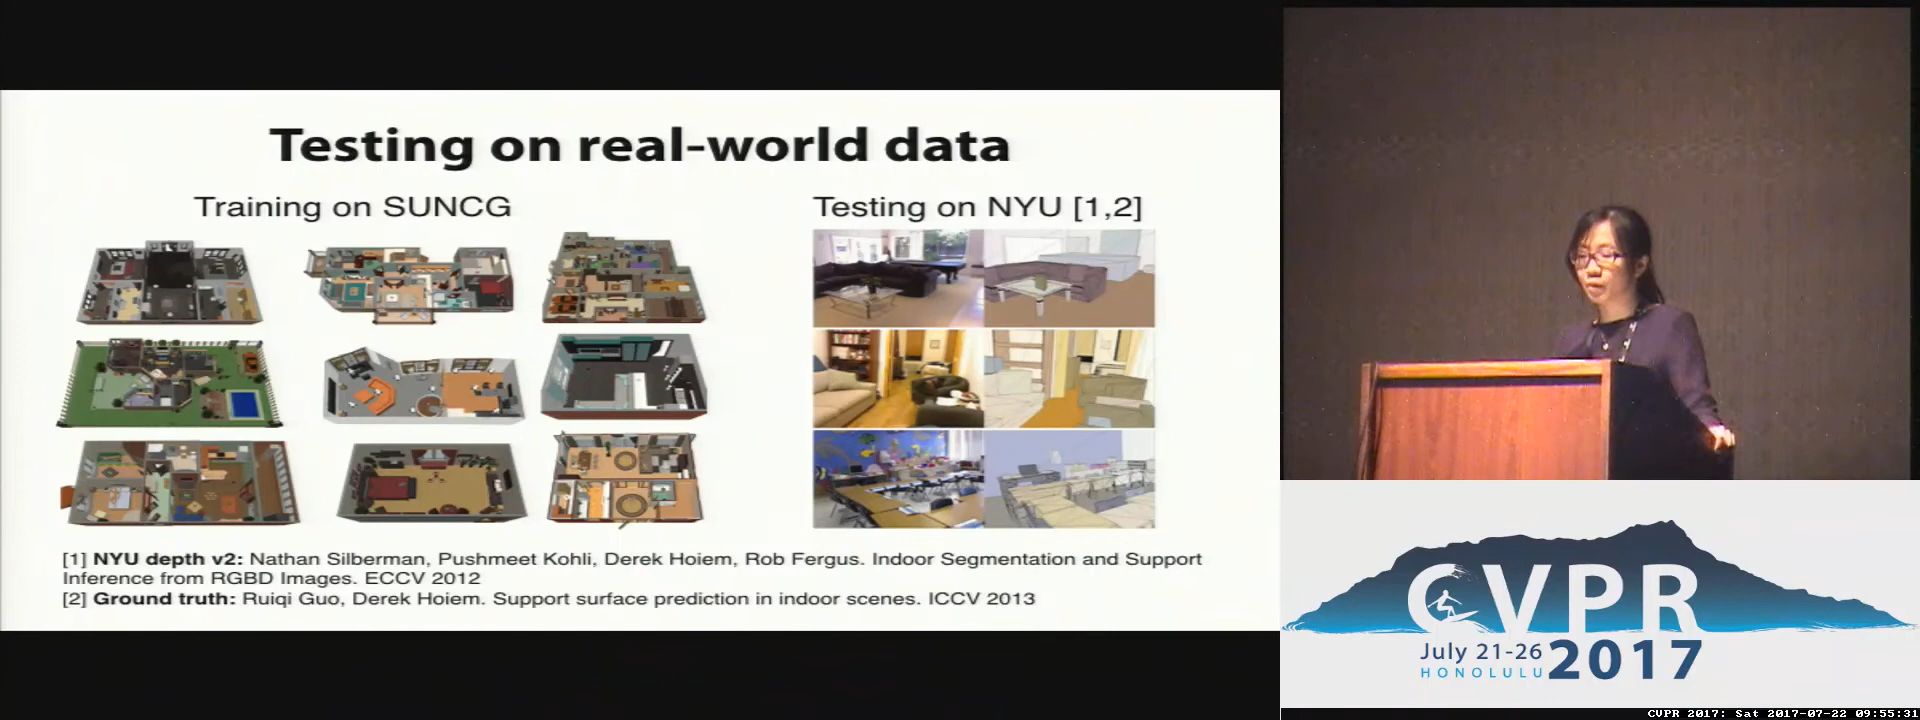 Testing on real-world data
Training on SUNCG
Testing on NYU [1,2]
[1] NYU depth v2: Nathan Silberman, Pushmeet Kohli, Derek Hoiem, Rob Fergus. Indoor Segmentation and Support
Inference from RGBD Images. ECCV 2012
[2] Ground truth: Ruiqi Guo, Derek Hoiem. Support surface prediction in indoor scenes. ICCV 2013
CVPR
July 21-26
HONOLULU
2017
CVPR 2017: Sat 2017-07-22 09:55:31